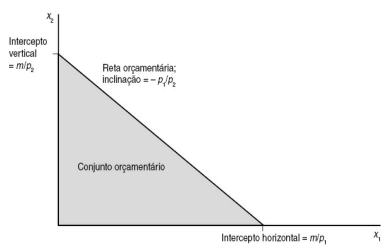 x₂
Intercepto
vertical
= m/p₂
Reta orçamentária;
inclinação = – p₁/p₂
Conjunto orçamentário
x₁
Intercepto horizontal = m/p₁